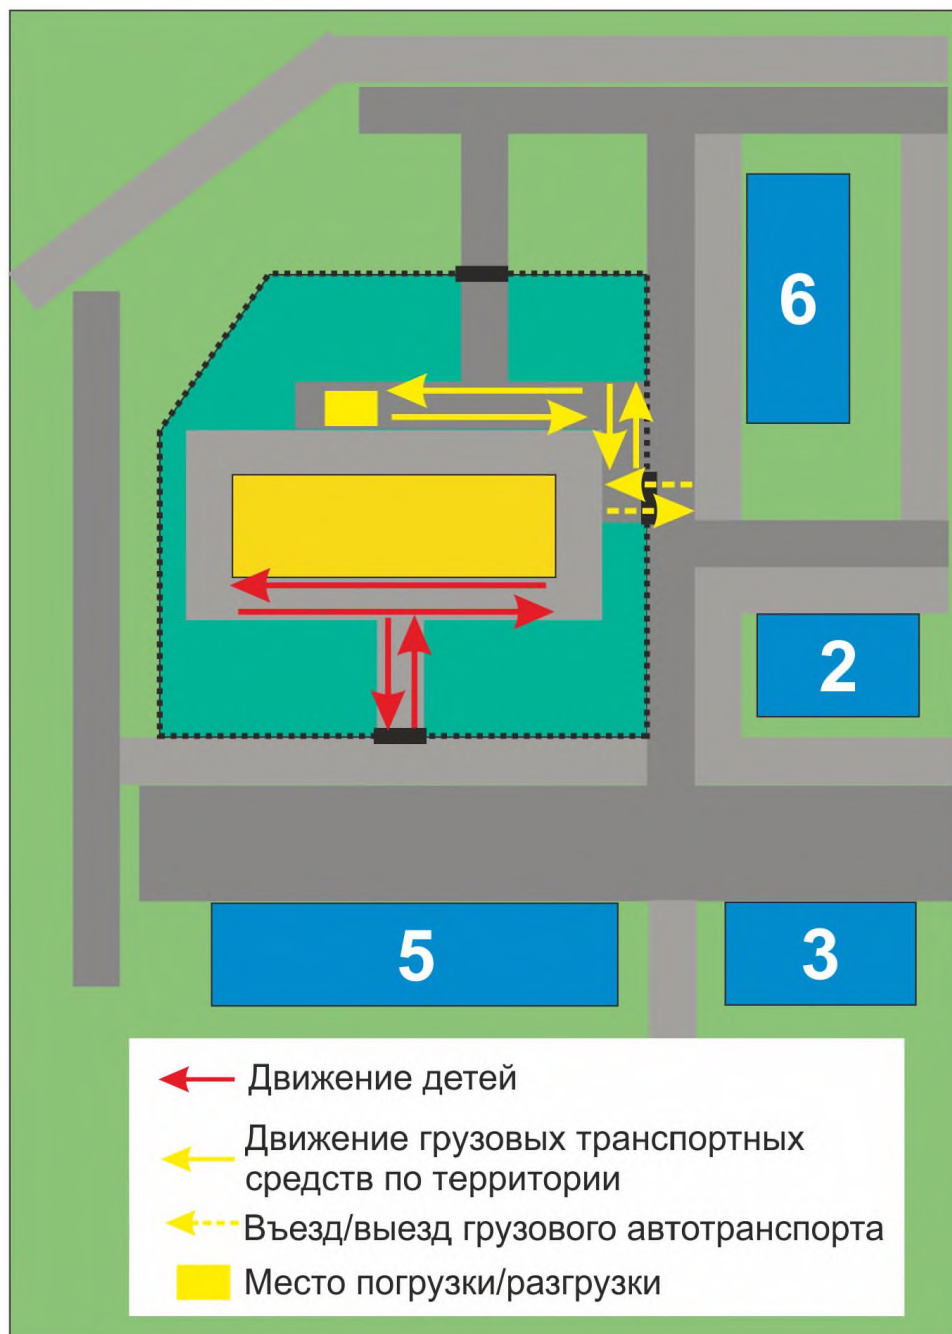 6
2
5
3
Движение детей
Движение грузовых транспортных
средств по территории
Въезд/выезд грузового автотранспорта
Место погрузки/разгрузки